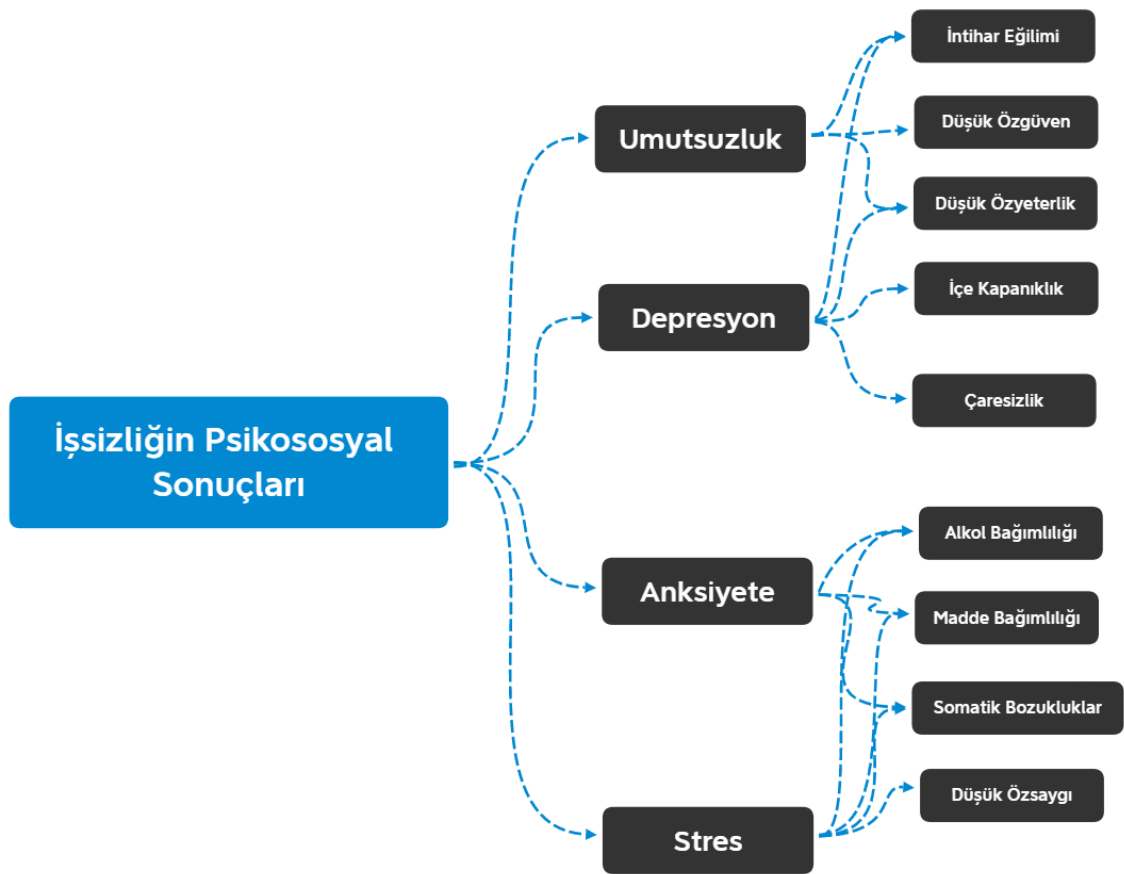 İntihar Eğilimi
Umutsuzluk
Düşük Özgüven
Düşük Özyeterlik
İçe Kapanıklık
Depresyon
Çaresizlik
İşsizliğin Psikososyal
Sonuçları
Alkol Bağımlılığı
Anksiyete
Madde Bağımlılığı
Somatik Bozukluklar
Düşük Özsaygı
Stres